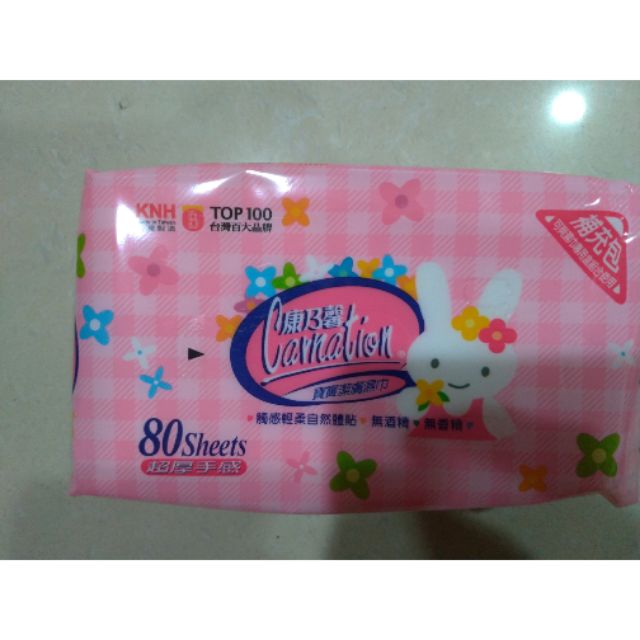 KNH
TOP 100
台灣百大品牌
補充包
康乃馨
Carnation
寶寶潔膚濕巾
觸感輕柔自然體貼 無酒精 無香精
80 Sheets
超厚手感